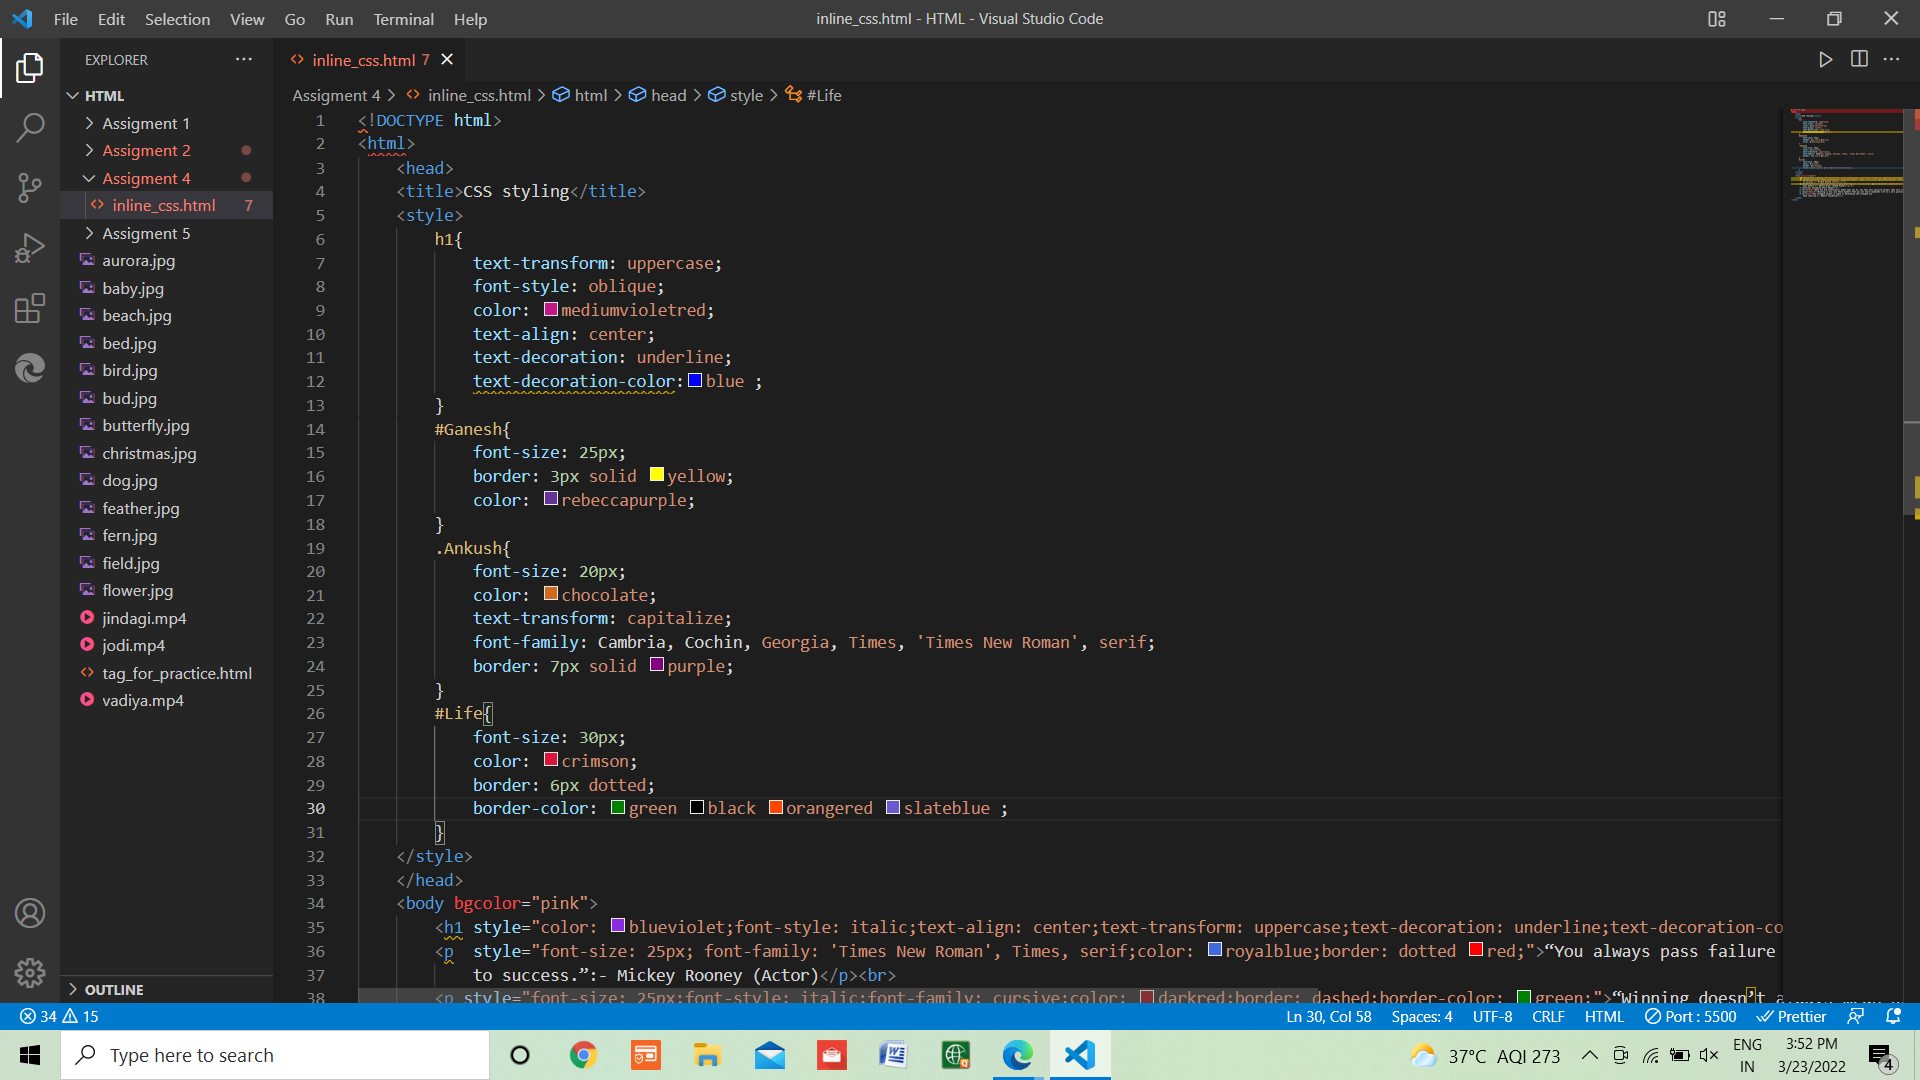 File Edit Selection View Go Run Terminal Help
inline_css.html - HTML - Visual Studio Code
EXPLORER
HTML
Assigment 1
Assigment 2
Assigment 4
inline_css.html 7
Assigment 5
aurora.jpg
baby.jpg
beach.jpg
bed.jpg
bird.jpg
bud.jpg
butterfly.jpg
christmas.jpg
dog.jpg
feather.jpg
fern.jpg
field.jpg
flower.jpg
jindagi.mp4
jodi.mp4
tag_for_practice.html
vadiya.mp4
OUTLINE
inline_css.html 7
Assigment 4 > inline_css.html > html > head > style > #Life
1 <!DOCTYPE html>
2 <html>
3 <head>
4 <title>CSS styling</title>
5 <style>
6 h1{
7 text-transform: uppercase;
8 font-style: oblique;
9 color: mediumvioletred;
10 text-align: center;
11 text-decoration: underline;
12 text-decoration-color: blue ;
13 }
14 #Ganesh{
15 font-size: 25px;
16 border: 3px solid yellow;
17 color: rebeccapurple;
18 }
19 .Ankush{
20 font-size: 20px;
21 color: chocolate;
22 text-transform: capitalize;
23 font-family: Cambria, Cochin, Georgia, Times, 'Times New Roman', serif;
24 border: 7px solid purple;
25 }
26 #Life{
27 font-size: 30px;
28 color: crimson;
29 border: 6px dotted;
30 border-color: green black orangered slateblue ;
31 }
32 </style>
33 </head>
34 <body bgcolor="pink">
35 <h1 style="color: blueviolet;font-style: italic;text-align: center;text-transform: uppercase;text-decoration: underline;text-decoration-co
36 <p style="font-size: 25px; font-family: 'Times New Roman', Times, serif;color: royalblue;border: dotted red;">“You always pass failure
37 to success.”:- Mickey Rooney (Actor)</p><br>
38 <p style="font-size: 25px;font-style: italic;font-family: cursive;color: darkred;border: dashed;border-color: green;">“Winning doesn’t
34 15
Ln 30, Col 58 Spaces: 4 UTF-8 CRLF HTML Port : 5500 Prettier
Type here to search
37°C AQI 273
ENG
IN
3:52 PM
3/23/2022
4